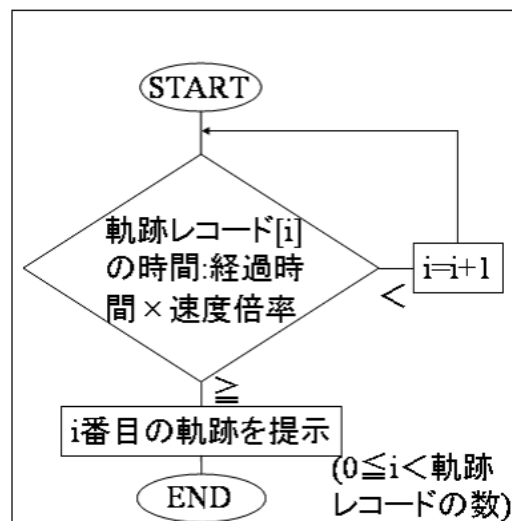 START
軌跡レコード[i]
の時間:経過時
間×速度倍率
<
i=i+1
≧
i番目の軌跡を提示
END
(0≦i<軌跡
レコードの数)